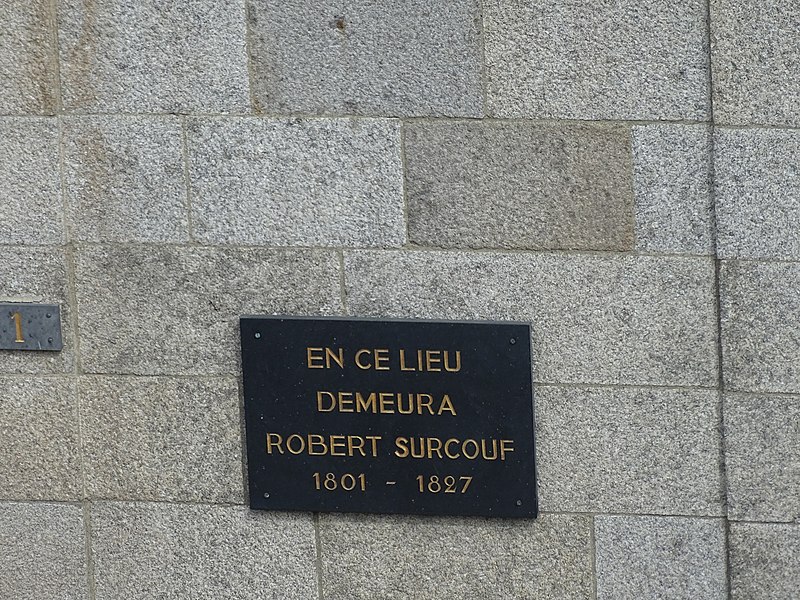 1
EN CE LIEU
DEMEURA
ROBERT SURCOUF
1801 - 1827